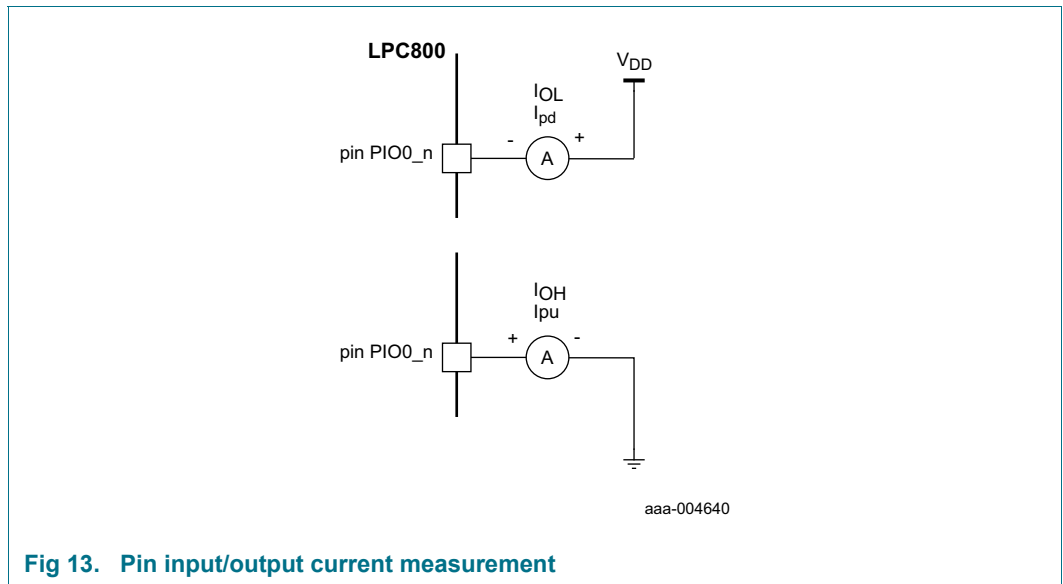 LPC800
VDD
IOL
Ipd
- +
pin PIO0_n
A
IOH
Ipu
+ -
pin PIO0_n
A
aaa-004640
Fig 13. Pin input/output current measurement